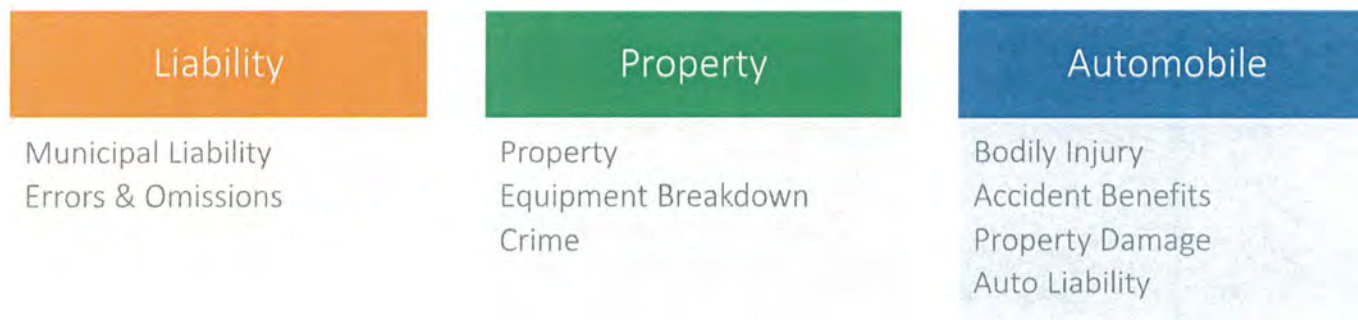 Liability
Municipal Liability
Errors & Omissions
Property
Property
Equipment Breakdown
Crime
Automobile
Bodily Injury
Accident Benefits
Property Damage
Auto Liability